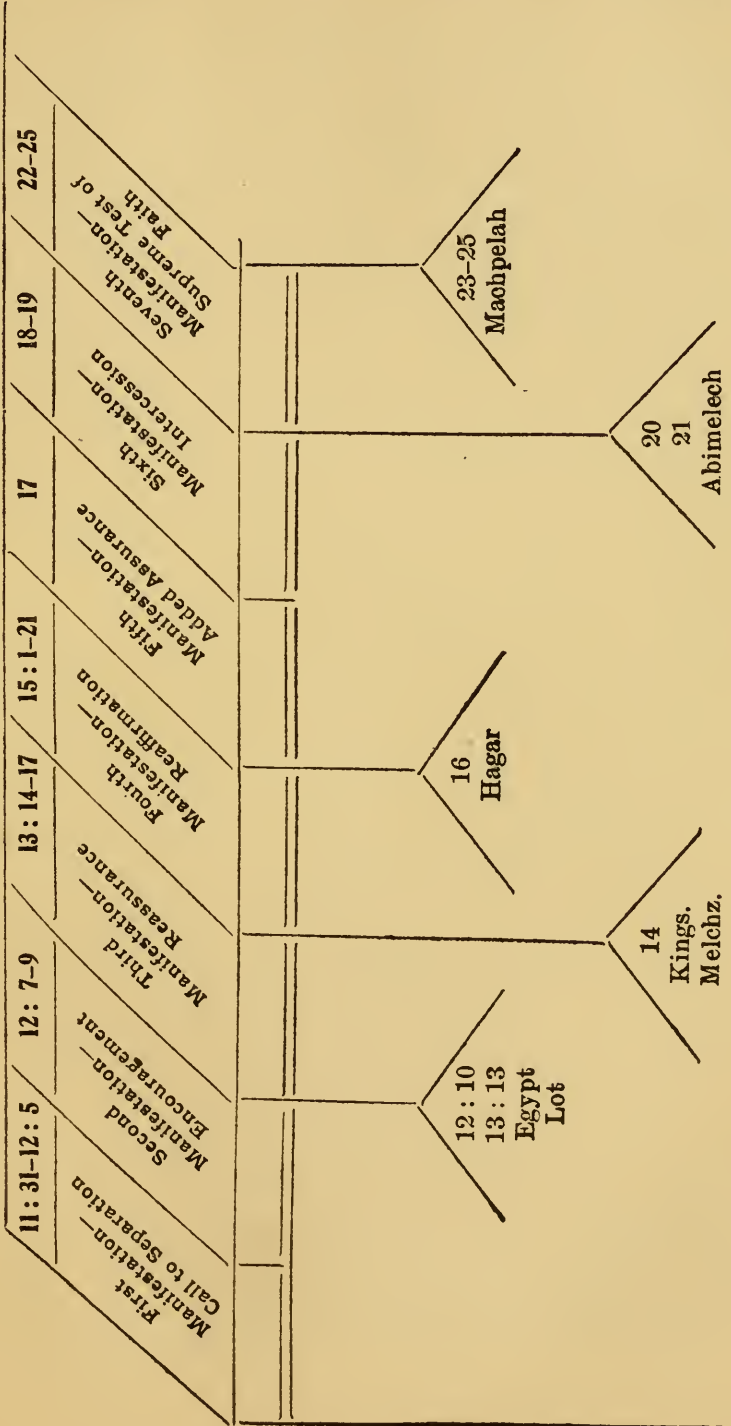 11: 31–12: 5
First
Manifestation—
Call to Separation
12: 7–9
Second
Manifestation—
Encouragement
13: 14–17
Third
Manifestation—
Reassurance
15: 1–21
Fourth
Manifestation—
Reaffirmation
17
Fifth
Manifestation—
Added Assurance
18–19
Sixth
Manifestation—
Intercession
22–25
Seventh
Manifestation—
Supreme Test of
Faith
12: 10
13: 13
Egypt
Lot
14
Kings.
Melchz.
16
Hagar
20
21
Abimelech
23–25
Machpelah